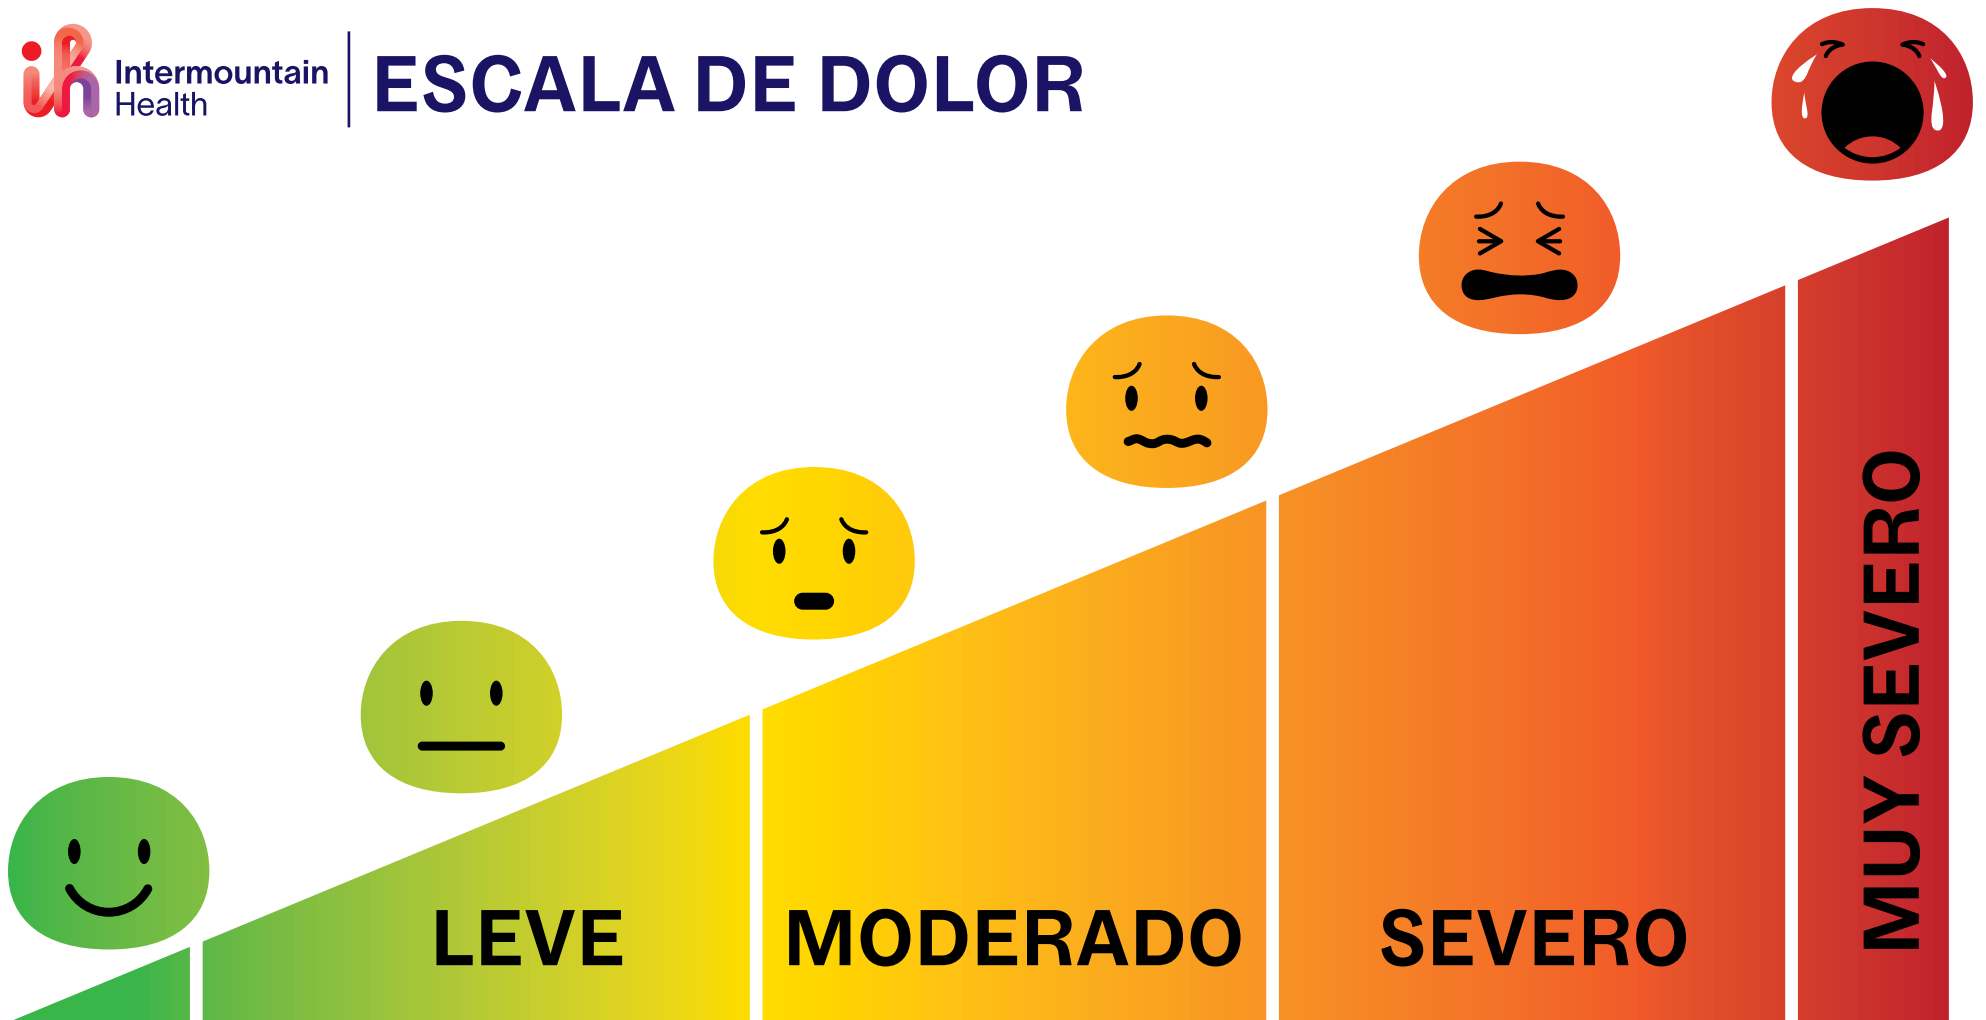 Intermountain
Health
ESCALA DE DOLOR
LEVE
MODERADO
SEVERO
MUY SEVERO